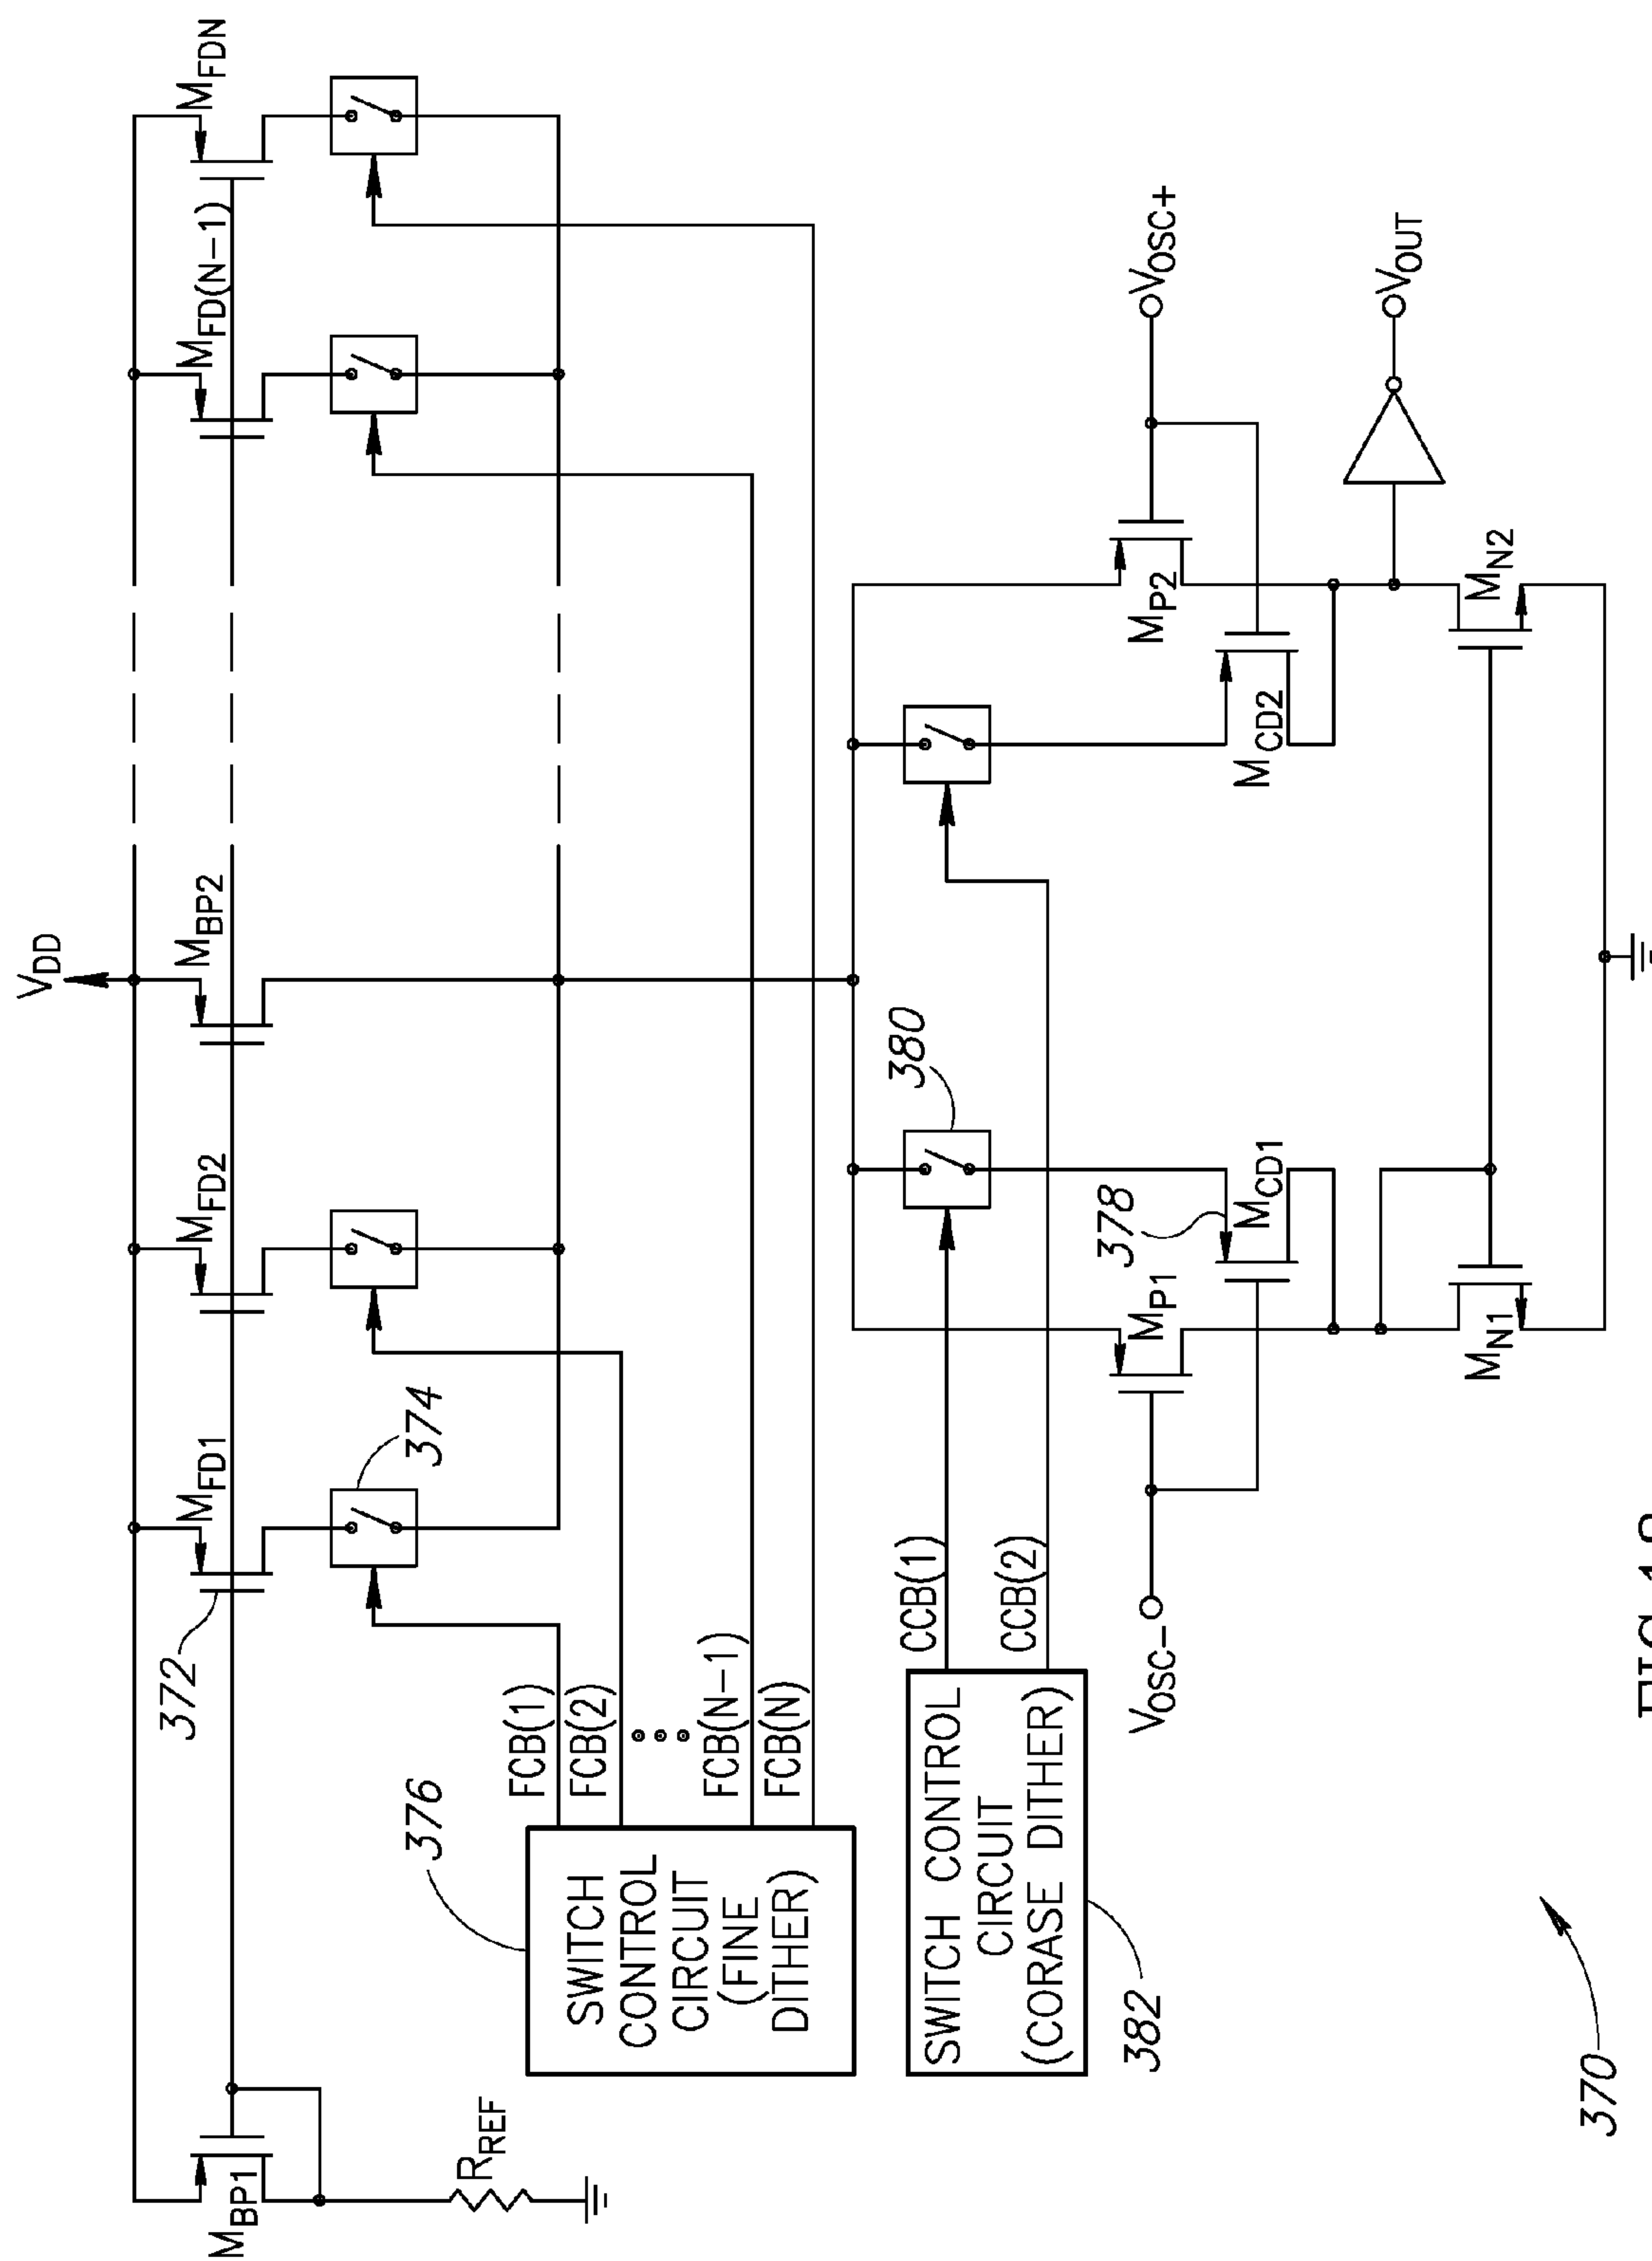 V_DD
M_BP1
R_REF
372
M_FD1
374
M_FD2
M_BP2
M_FD(N-1)
M_FDN
376
SWITCH
CONTROL
CIRCUIT
(FINE
DITHER)
FCB(1)
FCB(2)
FCB(N-1)
FCB(N)
382
SWITCH CONTROL
CIRCUIT
(CORASE DITHER)
CCB(1)
CCB(2)
380
378
V_OSC-
M_P1
M_CD1
M_CD2
M_P2
V_OSC+
M_N1
M_N2
V_OUT
370